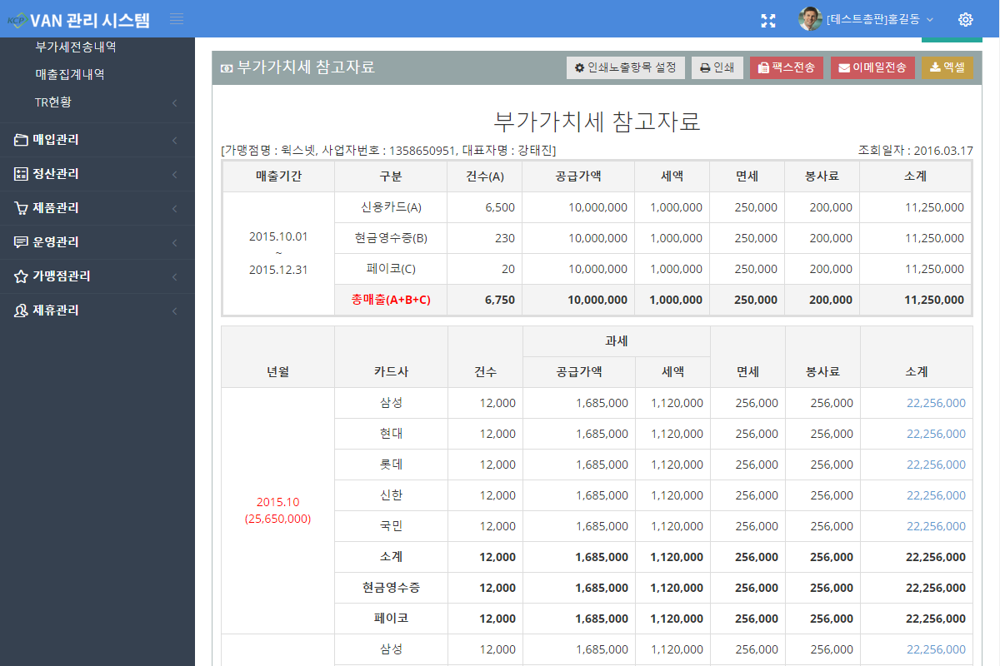 KCP VAN 관리 시스템
[테스트총판]홍길동
부가세전송내역
매출집계내역
TR현황
매입관리
정산관리
제품관리
운영관리
가맹점관리
제휴관리
부가가치세 참고자료
인쇄노출항목 설정 인쇄 팩스전송 이메일전송 엑셀
부가가치세 참고자료
[가맹점명 : 윅스넷, 사업자번호 : 1358650951, 대표자명 : 강태진] 조회일자 : 2016.03.17
매출기간 구분 건수(A) 공급가액 세액 면세 봉사료 소계
2015.10.01
~
2015.12.31
신용카드(A) 6,500 10,000,000 1,000,000 250,000 200,000 11,250,000
현금영수증(B) 230 10,000,000 1,000,000 250,000 200,000 11,250,000
페이코(C) 20 10,000,000 1,000,000 250,000 200,000 11,250,000
총매출(A+B+C) 6,750 10,000,000 1,000,000 250,000 200,000 11,250,000
과세
년월 카드사 건수 공급가액 세액 면세 봉사료 소계
2015.10
(25,650,000)
삼성 12,000 1,685,000 1,120,000 256,000 256,000 22,256,000
현대 12,000 1,685,000 1,120,000 256,000 256,000 22,256,000
롯데 12,000 1,685,000 1,120,000 256,000 256,000 22,256,000
신한 12,000 1,685,000 1,120,000 256,000 256,000 22,256,000
국민 12,000 1,685,000 1,120,000 256,000 256,000 22,256,000
소계 12,000 1,685,000 1,120,000 256,000 256,000 22,256,000
현금영수증 12,000 1,685,000 1,120,000 256,000 256,000 22,256,000
페이코 12,000 1,685,000 1,120,000 256,000 256,000 22,256,000
삼성 12,000 1,685,000 1,120,000 256,000 256,000 22,256,000